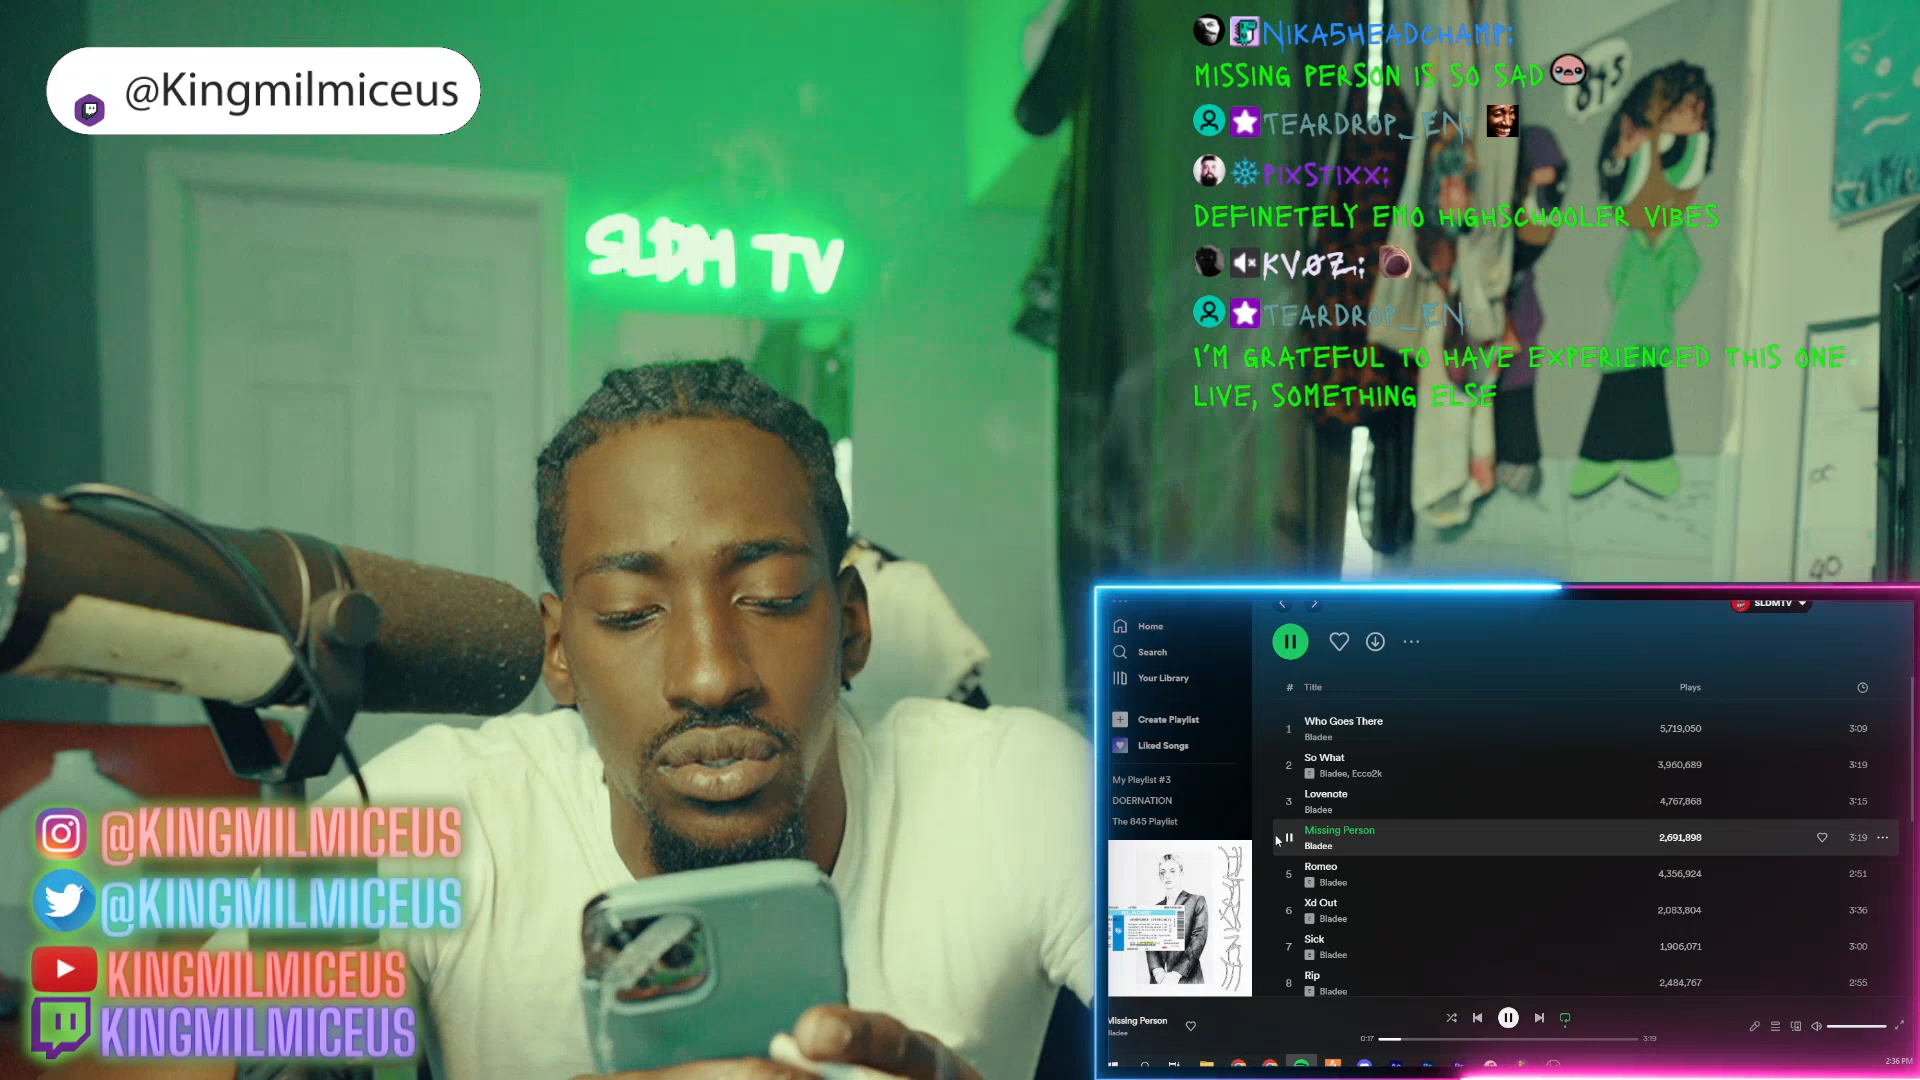 @Kingmilmiceus
SLDM TV
NIKA5HEADCHAMP:
MISSING PERSON IS SO SAD
TEARDROP_EN:
PIXSTIXX:
DEFINETELY EMO HIGHSCHOOLER VIBES
KVØZ:
TEARDROP_EN:
I'M GRATEFUL TO HAVE EXPERIENCED THIS ONE
LIVE, SOMETHING ELSE
845
40
@KINGMILMICEUS
@KINGMILMICEUS
KINGMILMICEUS
KINGMILMICEUS
SLDMTV
Home
Search
Your Library
Create Playlist
Liked Songs
My Playlist #3
DOERNATION
The 845 Playlist
# Title Plays
1 Who Goes There 5,719,050 3:09
Bladee
2 So What 3,960,689 3:19
E Bladee, Ecco2k
3 Lovenote 4,767,868 3:15
Bladee
Missing Person 2,691,898 3:19
Bladee
5 Romeo 4,356,924 2:51
E Bladee
6 Xd Out 2,083,804 3:36
E Bladee
7 Sick 1,906,071 3:00
E Bladee
8 Rip 2,484,767 2:55
E Bladee
Missing Person
Bladee
0:17 3:19
2:36 PM